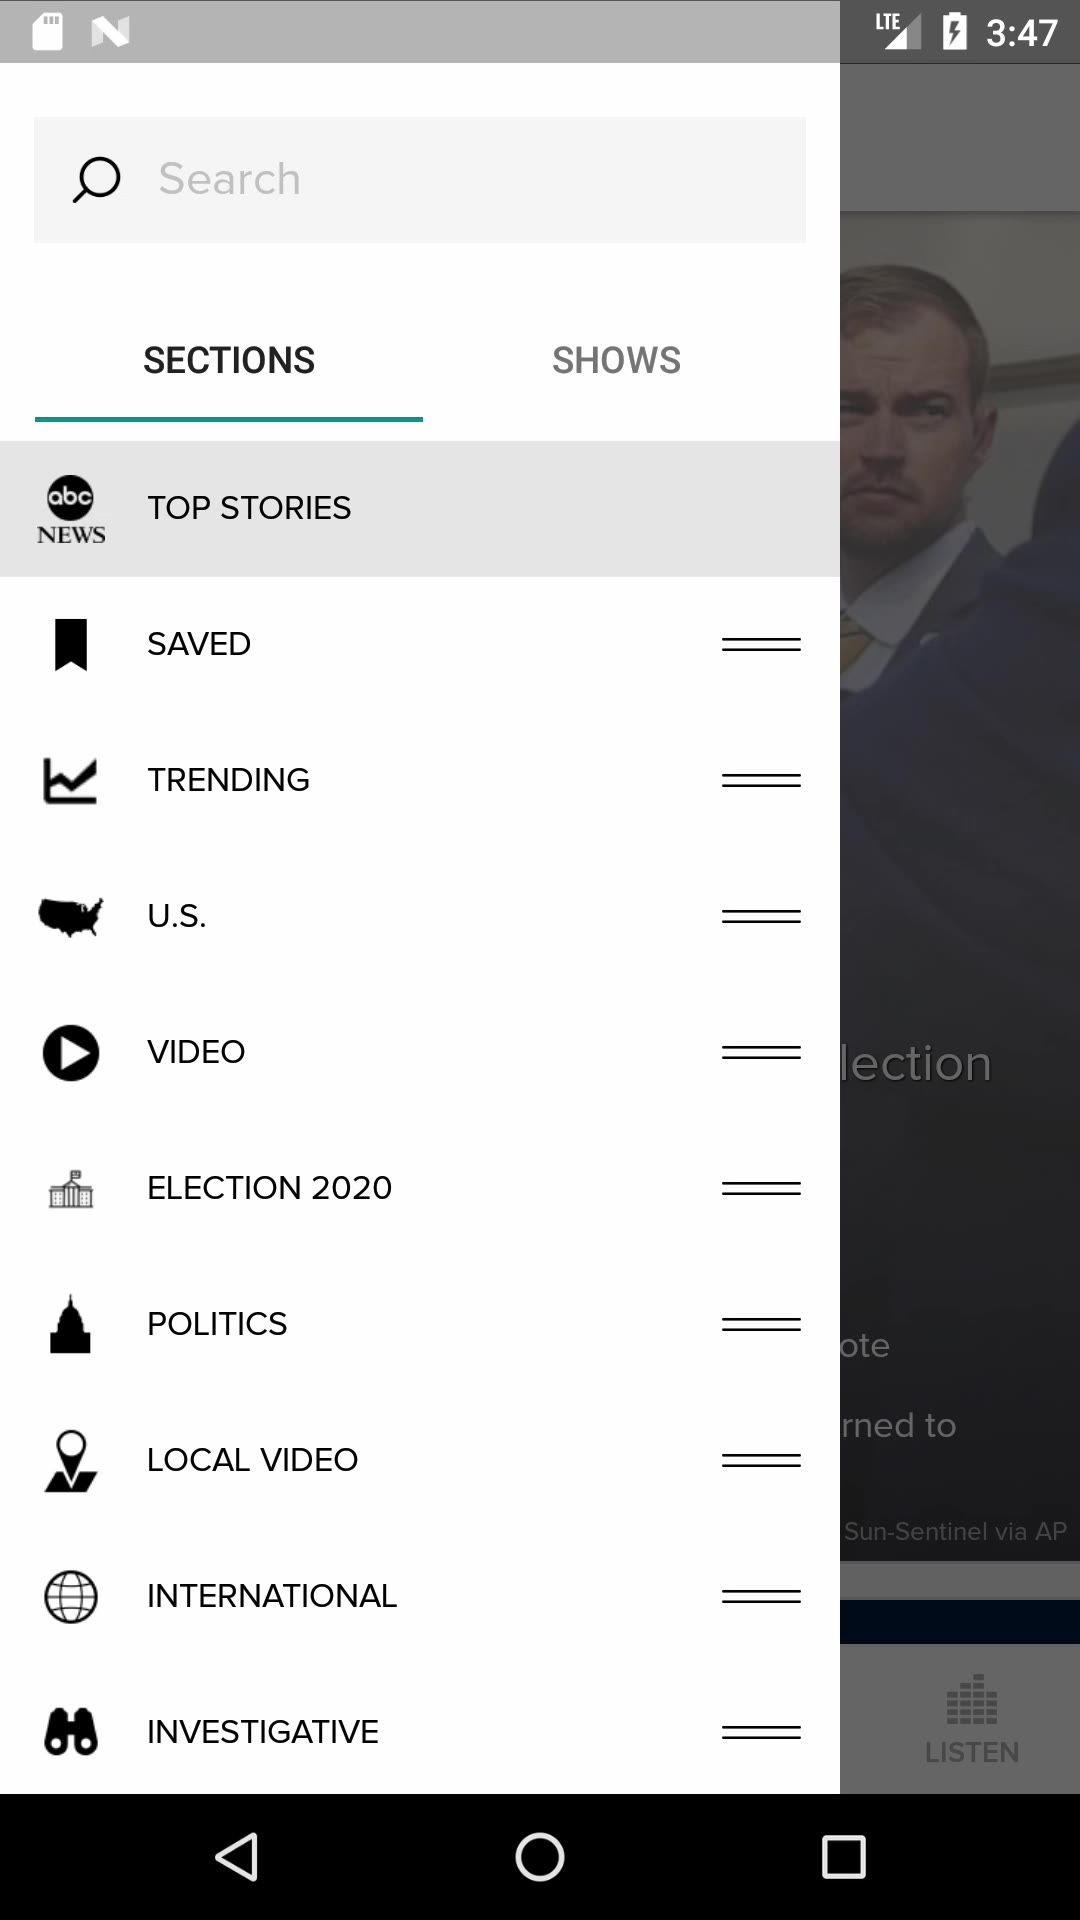 LTE 3:47
Search
SECTIONS SHOWS
abc
NEWS
TOP STORIES
SAVED
TRENDING
U.S.
VIDEO
lection
ELECTION 2020
POLITICS
ote
rned to
LOCAL VIDEO
Sun-Sentinel via AP
INTERNATIONAL
INVESTIGATIVE
LISTEN